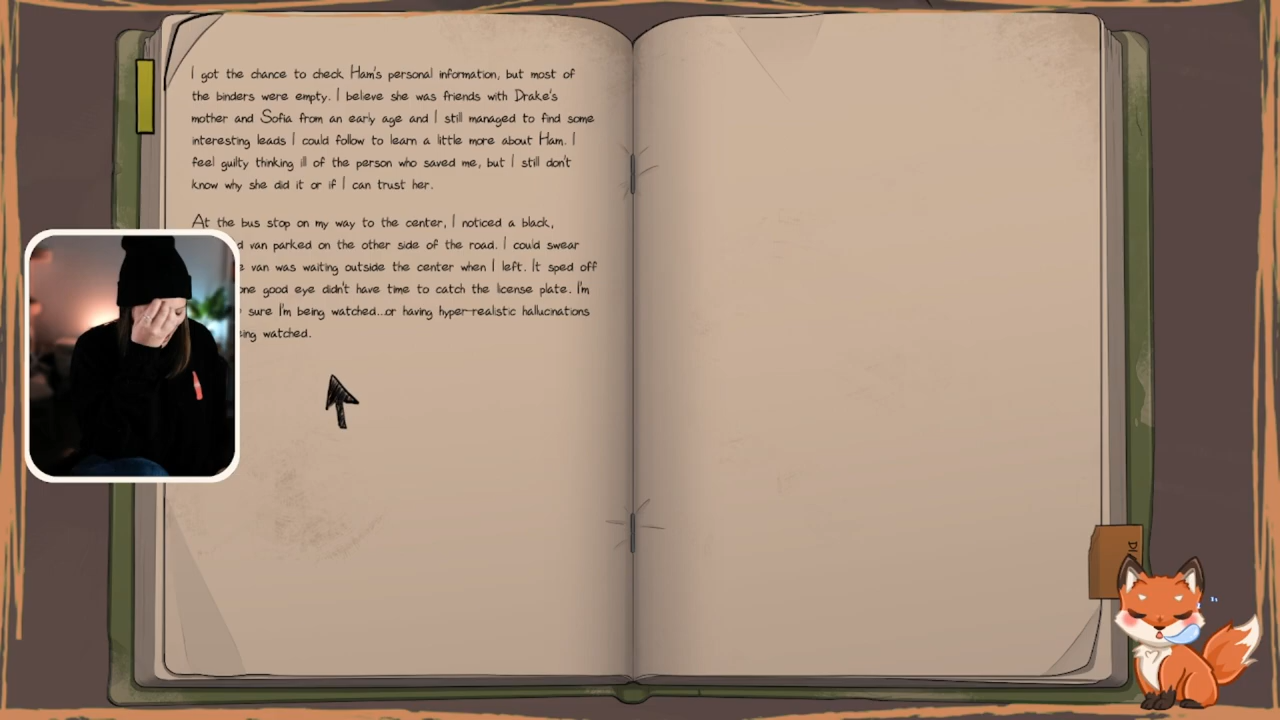 I got the chance to check Ham's personal information, but most of
the binders were empty. I believe she was friends with Drake's
mother and Sofia from an early age and I still managed to find some
interesting leads I could follow to learn a little more about Ham. I
feel guilty thinking ill of the person who saved me, but I still don't
know why she did it or if I can trust her.
At the bus stop on my way to the center, I noticed a black,
van parked on the other side of the road. I could swear
van was waiting outside the center when I left. It sped off
one good eye didn't have time to catch the license plate. I'm
sure I'm being watched...or having hyper-realistic hallucinations
watched.